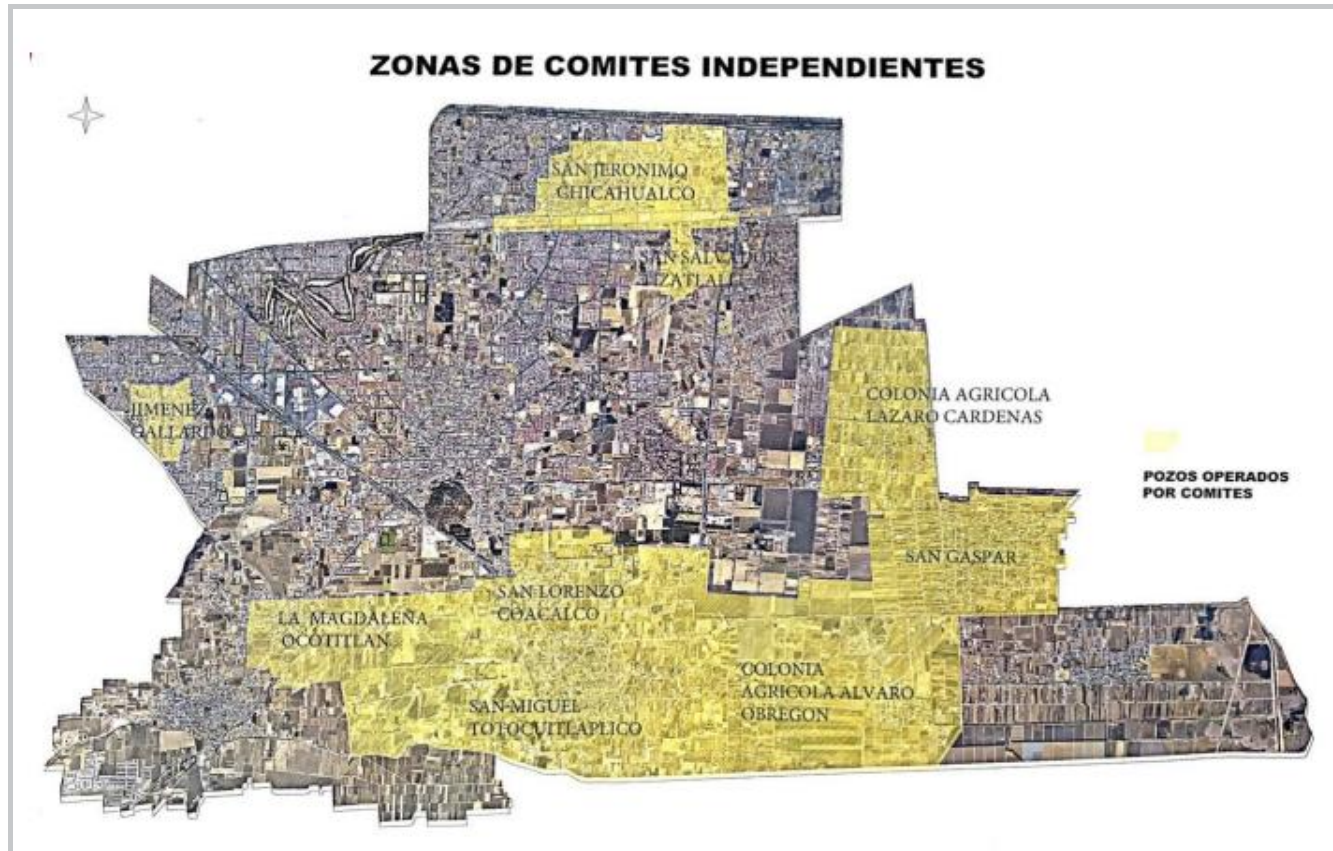 ZONAS DE COMITES INDEPENDIENTES
SAN JERONIMO
CHICAHUALCO
SAN SALVADOR
TIZATLALI
JIMENEZ
GALLARDO
COLONIA AGRICOLA
LAZARO CARDENAS
POZOS OPERADOS
POR COMITES
SAN GASPAR
SAN LORENZO
COACALCO
LA MAGDALENA
OCOTITLAN
COLONIA
AGRICOLA ALVARO
OBREGON
SAN MIGUEL
TOTOCUITLAPLICO